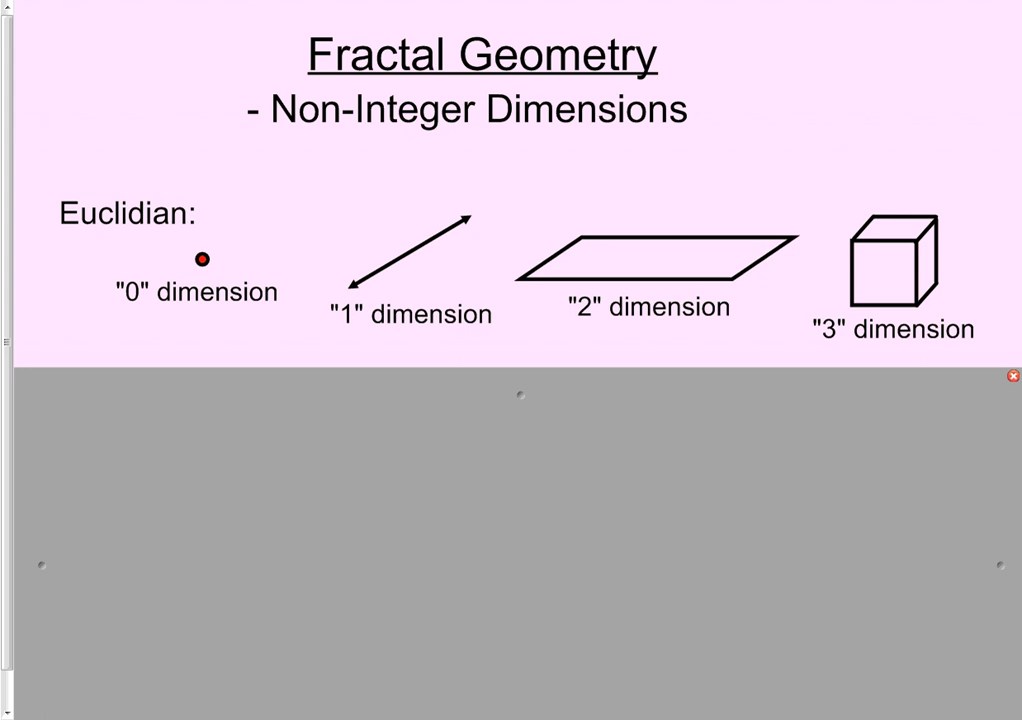 Fractal Geometry
- Non-Integer Dimensions
Euclidian:
"0" dimension
"1" dimension
"2" dimension
"3" dimension